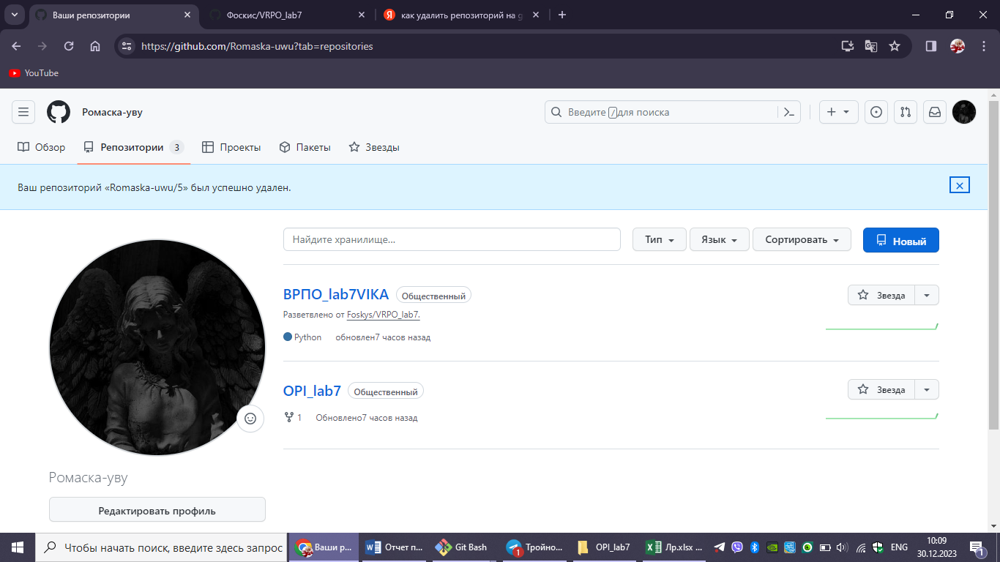 Ваши репозитории
Фоскис/VRPO_lab7
как удалить репозиторий на g
https://github.com/Romaska-uwu?tab=repositories
YouTube
Ромаска-уву
Введите / для поиска
Обзор
Репозитории 3
Проекты
Пакеты
Звезды
Ваш репозиторий «Romaska-uwu/5» был успешно удален.
Найдите хранилище...
Тип
Язык
Сортировать
Новый
ВРПО_lab7VIKA
Общественный
Звезда
Разветвлено от Foskys/VRPO_lab7.
Python
обновлен7 часов назад
OPI_lab7
Общественный
Звезда
1
Обновлено7 часов назад
Ромаска-уву
Редактировать профиль
Чтобы начать поиск, введите здесь запрос
Ваши р...
Отчет п...
Git Bash
1
Тройно...
OPI_lab7
Лр.xlsx ...
ENG
10:09
30.12.2023
1